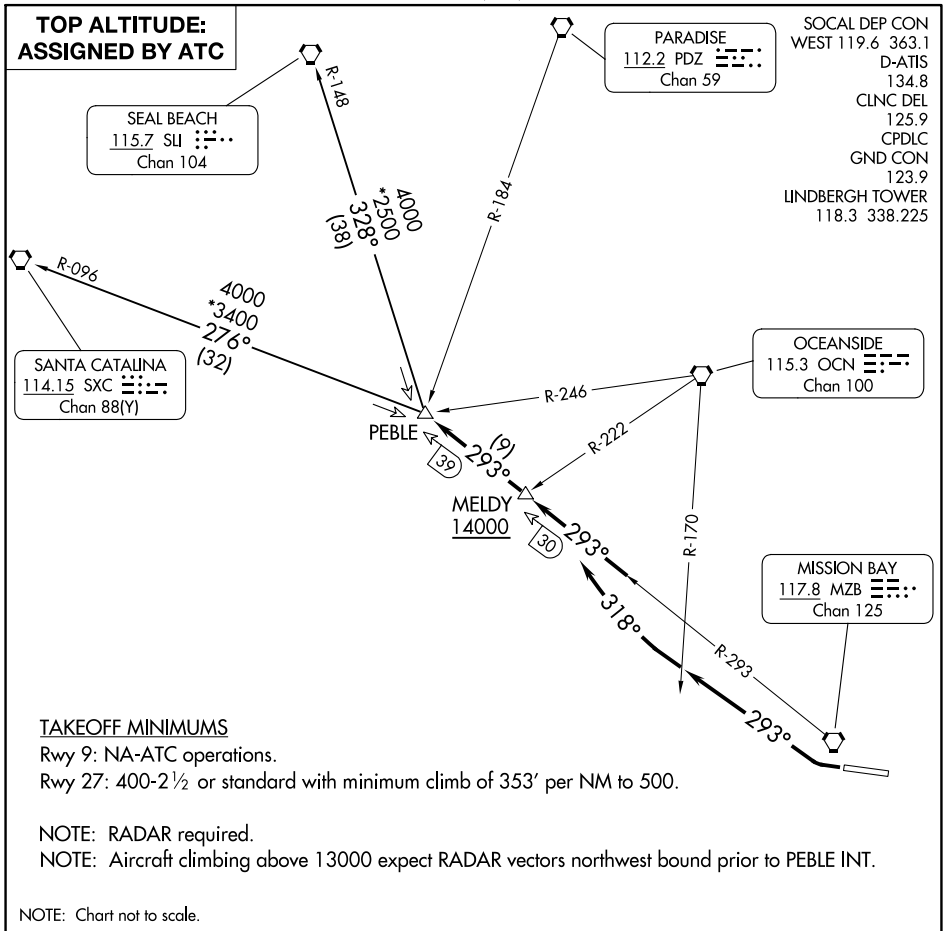 TOP ALTITUDE:
ASSIGNED BY ATC
SOCAL DEP CON
WEST 119.6 363.1
D-ATIS
134.8
CLNC DEL
125.9
CPDLC
GND CON
123.9
LINDBERGH TOWER
118.3 338.225
PARADISE
112.2 PDZ
Chan 59
SEAL BEACH
115.7 SLI
Chan 104
R-148
R-184
4000
*2500
328°
(38)
R-096
4000
*3400
276°
(32)
SANTA CATALINA
114.15 SXC
Chan 88(Y)
OCEANSIDE
115.3 OCN
Chan 100
R-246
R-222
R-170
PEBLE
(9)
293°
39
MELDY
14000
30
293°
318°
MISSION BAY
117.8 MZB
Chan 125
R-293
293°
TAKEOFF MINIMUMS
Rwy 9: NA-ATC operations.
Rwy 27: 400-2½ or standard with minimum climb of 353' per NM to 500.
NOTE: RADAR required.
NOTE: Aircraft climbing above 13000 expect RADAR vectors northwest bound prior to PEBLE INT.
NOTE: Chart not to scale.